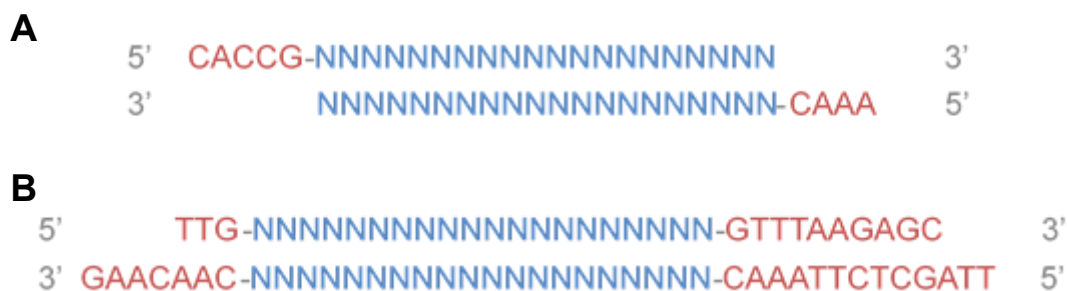 A
5’ CACCG-NNNNNNNNNNNNNNNNNNNN 3’
3’ NNNNNNNNNNNNNNNNNNNN-CAAA 5’
B
5’ TTG-NNNNNNNNNNNNNNNNNNNN-GTTTAAGAGC 3’
3’ GAACAAC-NNNNNNNNNNNNNNNNNNNN-CAAATTCTCGATT 5’